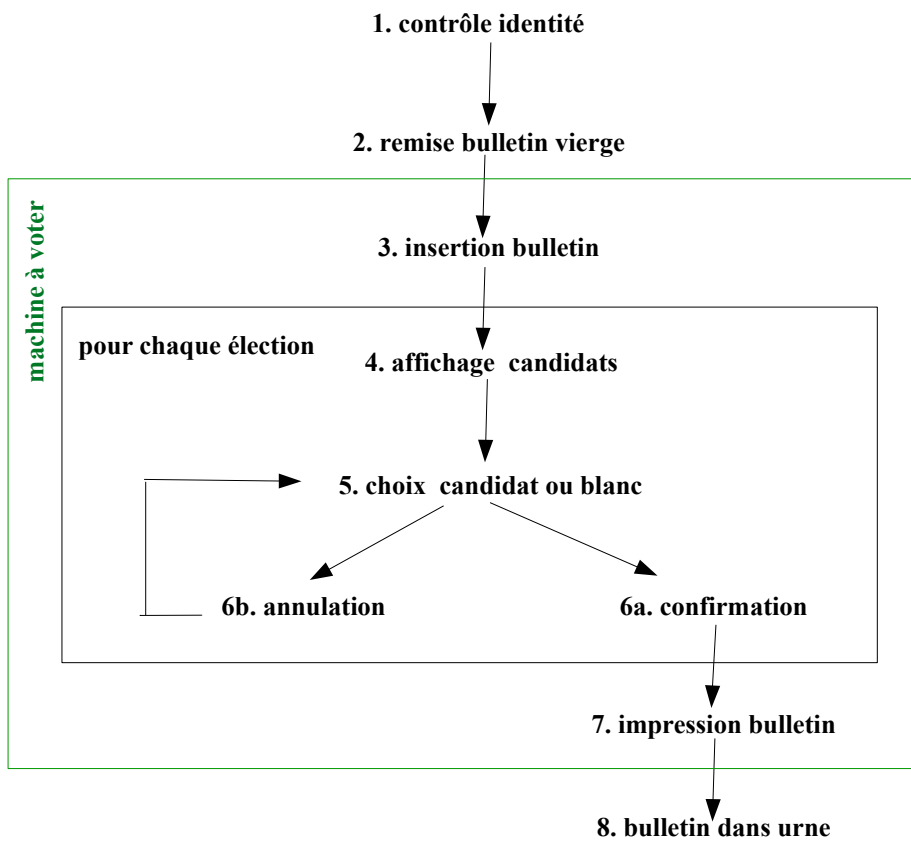 1. contrôle identité
2. remise bulletin vierge
machine à voter
3. insertion bulletin
pour chaque élection
4. affichage candidats
5. choix candidat ou blanc
6b. annulation
6a. confirmation
7. impression bulletin
8. bulletin dans urne